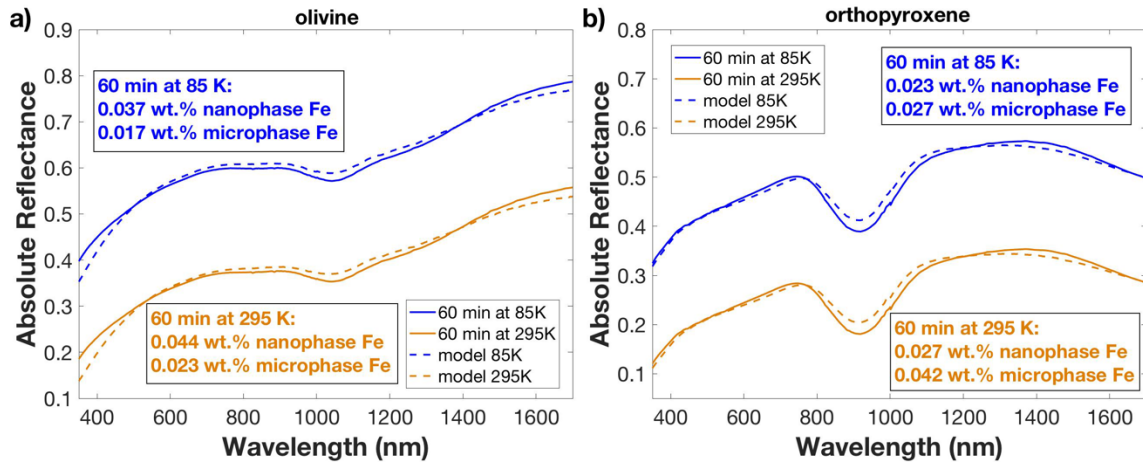 a)
olivine
0.9
0.8
0.7
0.6
0.5
0.4
0.3
0.2
0.1
Absolute Reflectance
60 min at 85 K:
0.037 wt.% nanophase Fe
0.017 wt.% microphase Fe
60 min at 295 K:
0.044 wt.% nanophase Fe
0.023 wt.% microphase Fe
60 min at 85K
60 min at 295K
model 85K
model 295K
400 600 800 1000 1200 1400 1600
Wavelength (nm)
b)
orthopyroxene
0.8
0.7
0.6
0.5
0.4
0.3
0.2
0.1
Absolute Reflectance
60 min at 85K
60 min at 295K
model 85K
model 295K
60 min at 85 K:
0.023 wt.% nanophase Fe
0.027 wt.% microphase Fe
60 min at 295 K:
0.027 wt.% nanophase Fe
0.042 wt.% microphase Fe
400 600 800 1000 1200 1400 1600
Wavelength (nm)